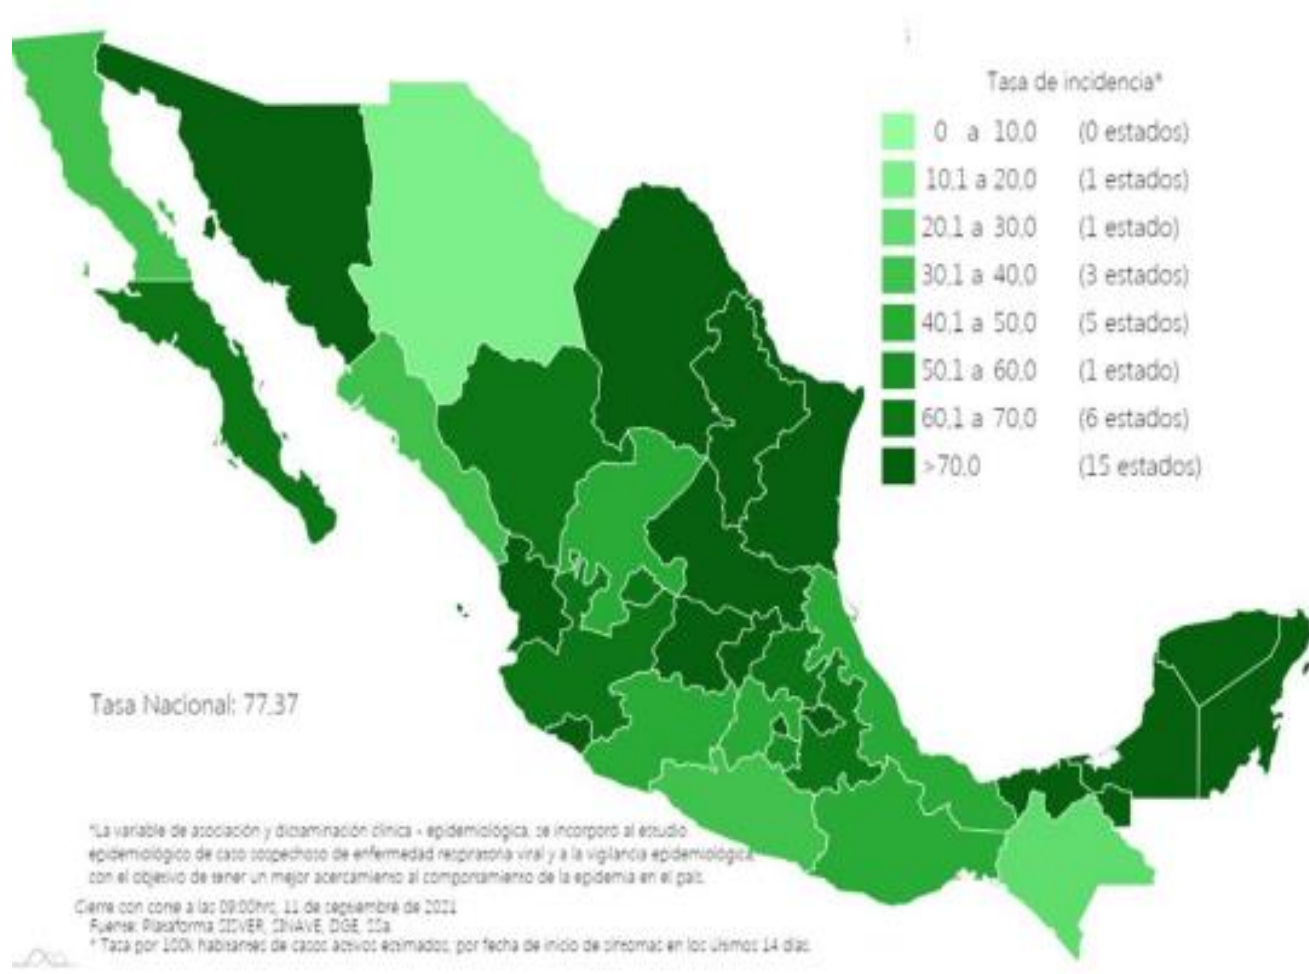 Tasa de incidencia*
0 a 10.0 (0 estados)
10.1 a 20.0 (1 estados)
20.1 a 30.0 (1 estado)
30.1 a 40.0 (3 estados)
40.1 a 50.0 (5 estados)
50.1 a 60.0 (1 estado)
60.1 a 70.0 (6 estados)
>70.0 (15 estados)
Tasa Nacional: 77.37
*La variable de asociación y dictaminación clínica - epidemiológica, se incorporó al estudio
epidemiológico de caso sospechoso de enfermedad respiratoria viral y a la vigilancia epidemiológica,
con el objetivo de tener un mejor acercamiento al comportamiento de la epidemia en el país.
Cierre con corte a las 09:00hrs, 11 de septiembre de 2021
Fuente: Plataforma SISVER, SINAVE, DGE, SSa.
* Tasa por 100k habitantes de casos activos estimados, por fecha de inicio de síntomas en los últimos 14 días.